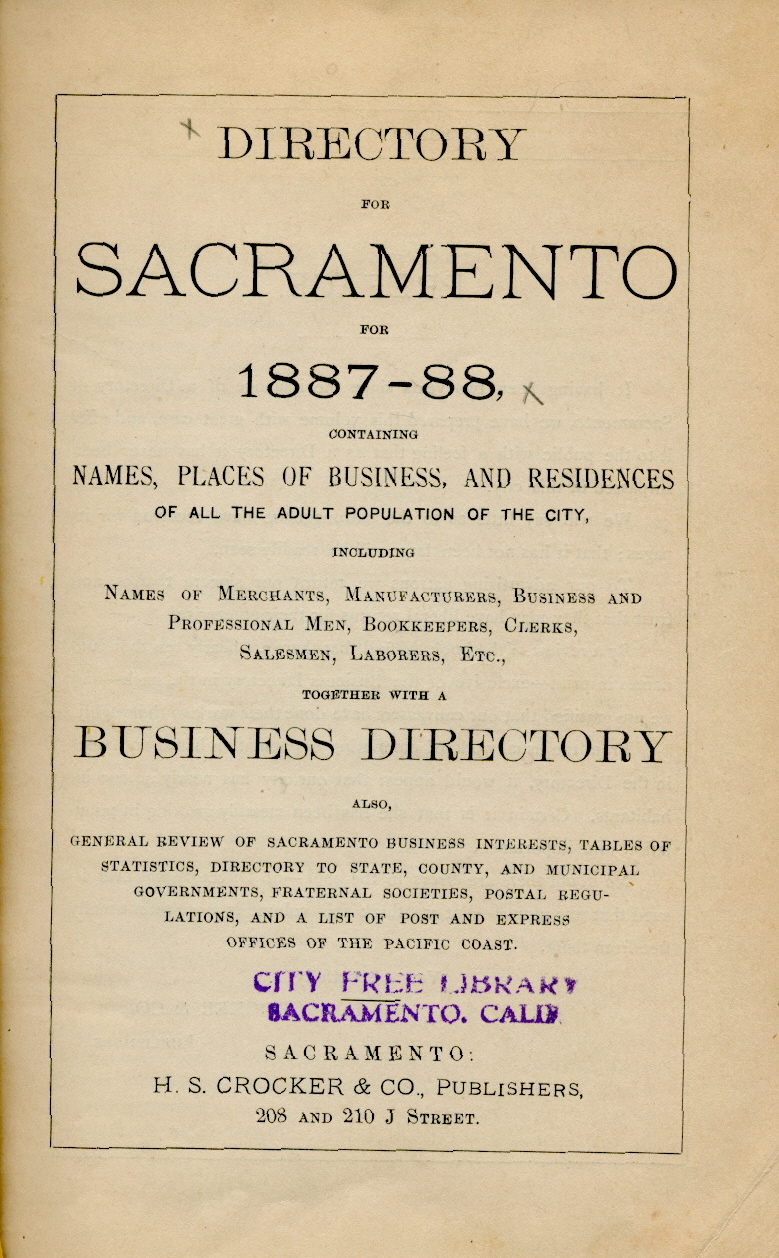 DIRECTORY
FOR
SACRAMENTO
FOR
1887-88,
CONTAINING
NAMES, PLACES OF BUSINESS, AND RESIDENCES
OF ALL THE ADULT POPULATION OF THE CITY,
INCLUDING
NAMES OF MERCHANTS, MANUFACTURERS, BUSINESS AND
PROFESSIONAL MEN, BOOKKEEPERS, CLERKS,
SALESMEN, LABORERS, ETC.,
TOGETHER WITH A
BUSINESS DIRECTORY
ALSO,
GENERAL REVIEW OF SACRAMENTO BUSINESS INTERESTS, TABLES OF
STATISTICS, DIRECTORY TO STATE, COUNTY, AND MUNICIPAL
GOVERNMENTS, FRATERNAL SOCIETIES, POSTAL REGU-
LATIONS, AND A LIST OF POST AND EXPRESS
OFFICES OF THE PACIFIC COAST.
CITY FREE LIBRARY
SACRAMENTO. CALIF.
SACRAMENTO:
H. S. CROCKER & CO., PUBLISHERS,
208 AND 210 J STREET.